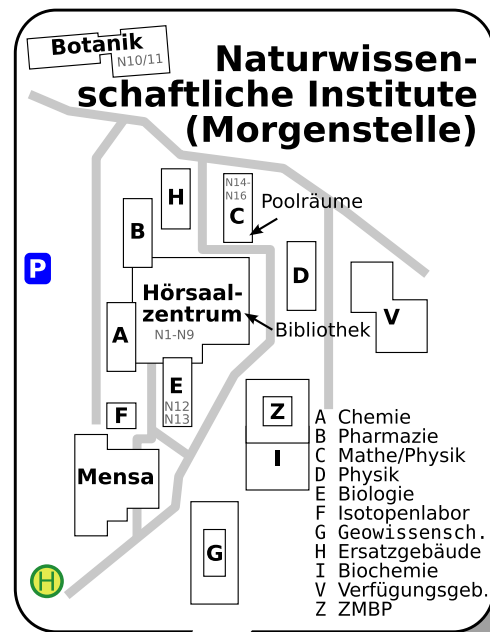 Botanik
N10/11
Naturwissen-
schaftliche Institute
(Morgenstelle)
N14-
N16
H
C
Poolräume
B
P
D
Hörsaal-
zentrum
N1-N9
Bibliothek
V
A
E
N12
N13
F
Z
I
Mensa
G
H
A Chemie
B Pharmazie
C Mathe/Physik
D Physik
E Biologie
F Isotopenlabor
G Geowissensch.
H Ersatzgebäude
I Biochemie
V Verfügungsgeb.
Z ZMBP